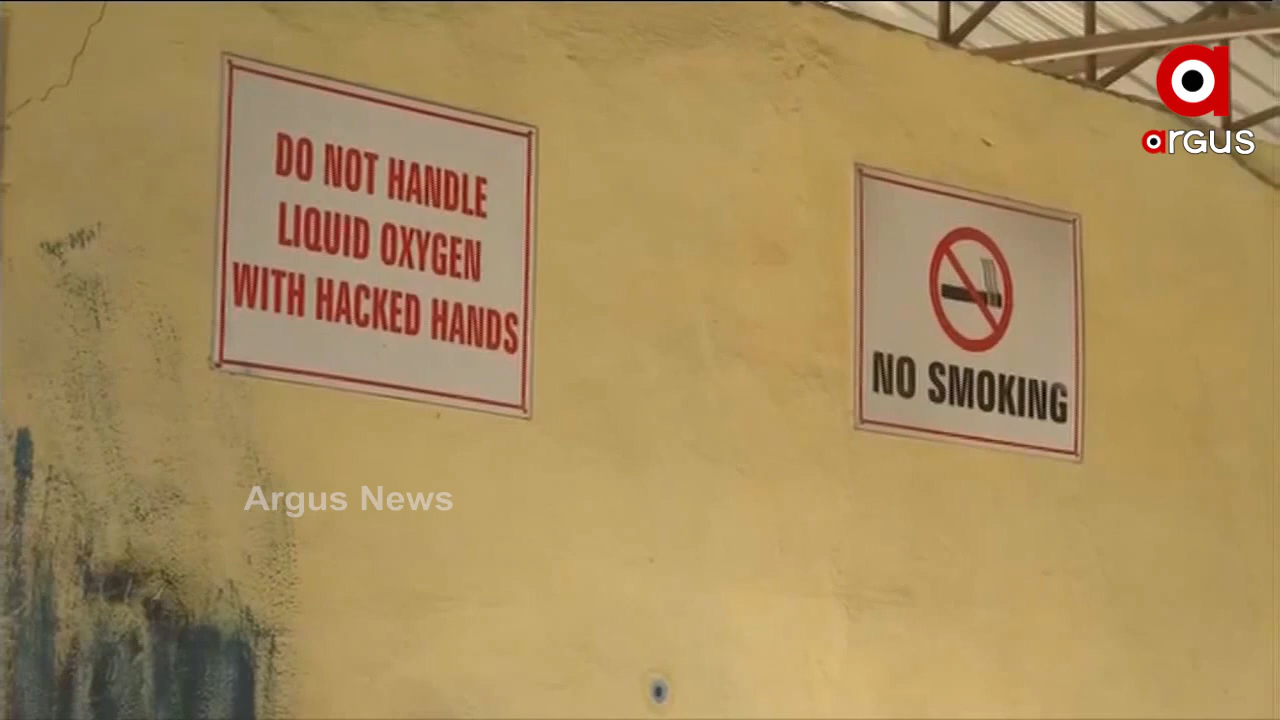 DO NOT HANDLE
LIQUID OXYGEN
WITH HACKED HANDS
NO SMOKING
argus
Argus News